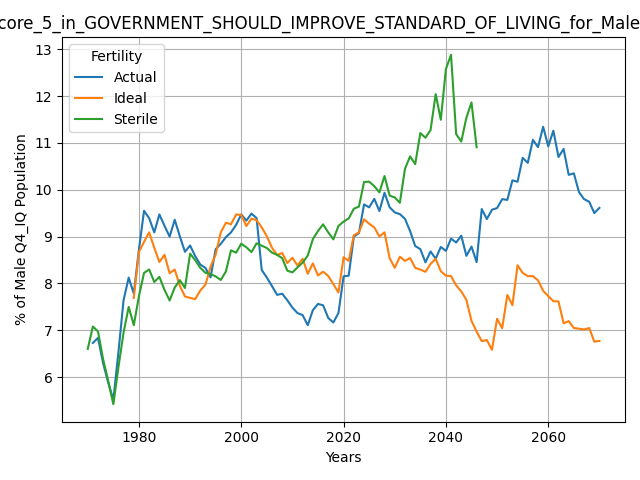 core_5_in_GOVERNMENT_SHOULD_IMPROVE_STANDARD_OF_LIVING_for_Male
Fertility
Actual
Ideal
Sterile
% of Male Q4_IQ Population
13
12
11
10
9
8
7
6
1980 2000 2020 2040 2060
Years